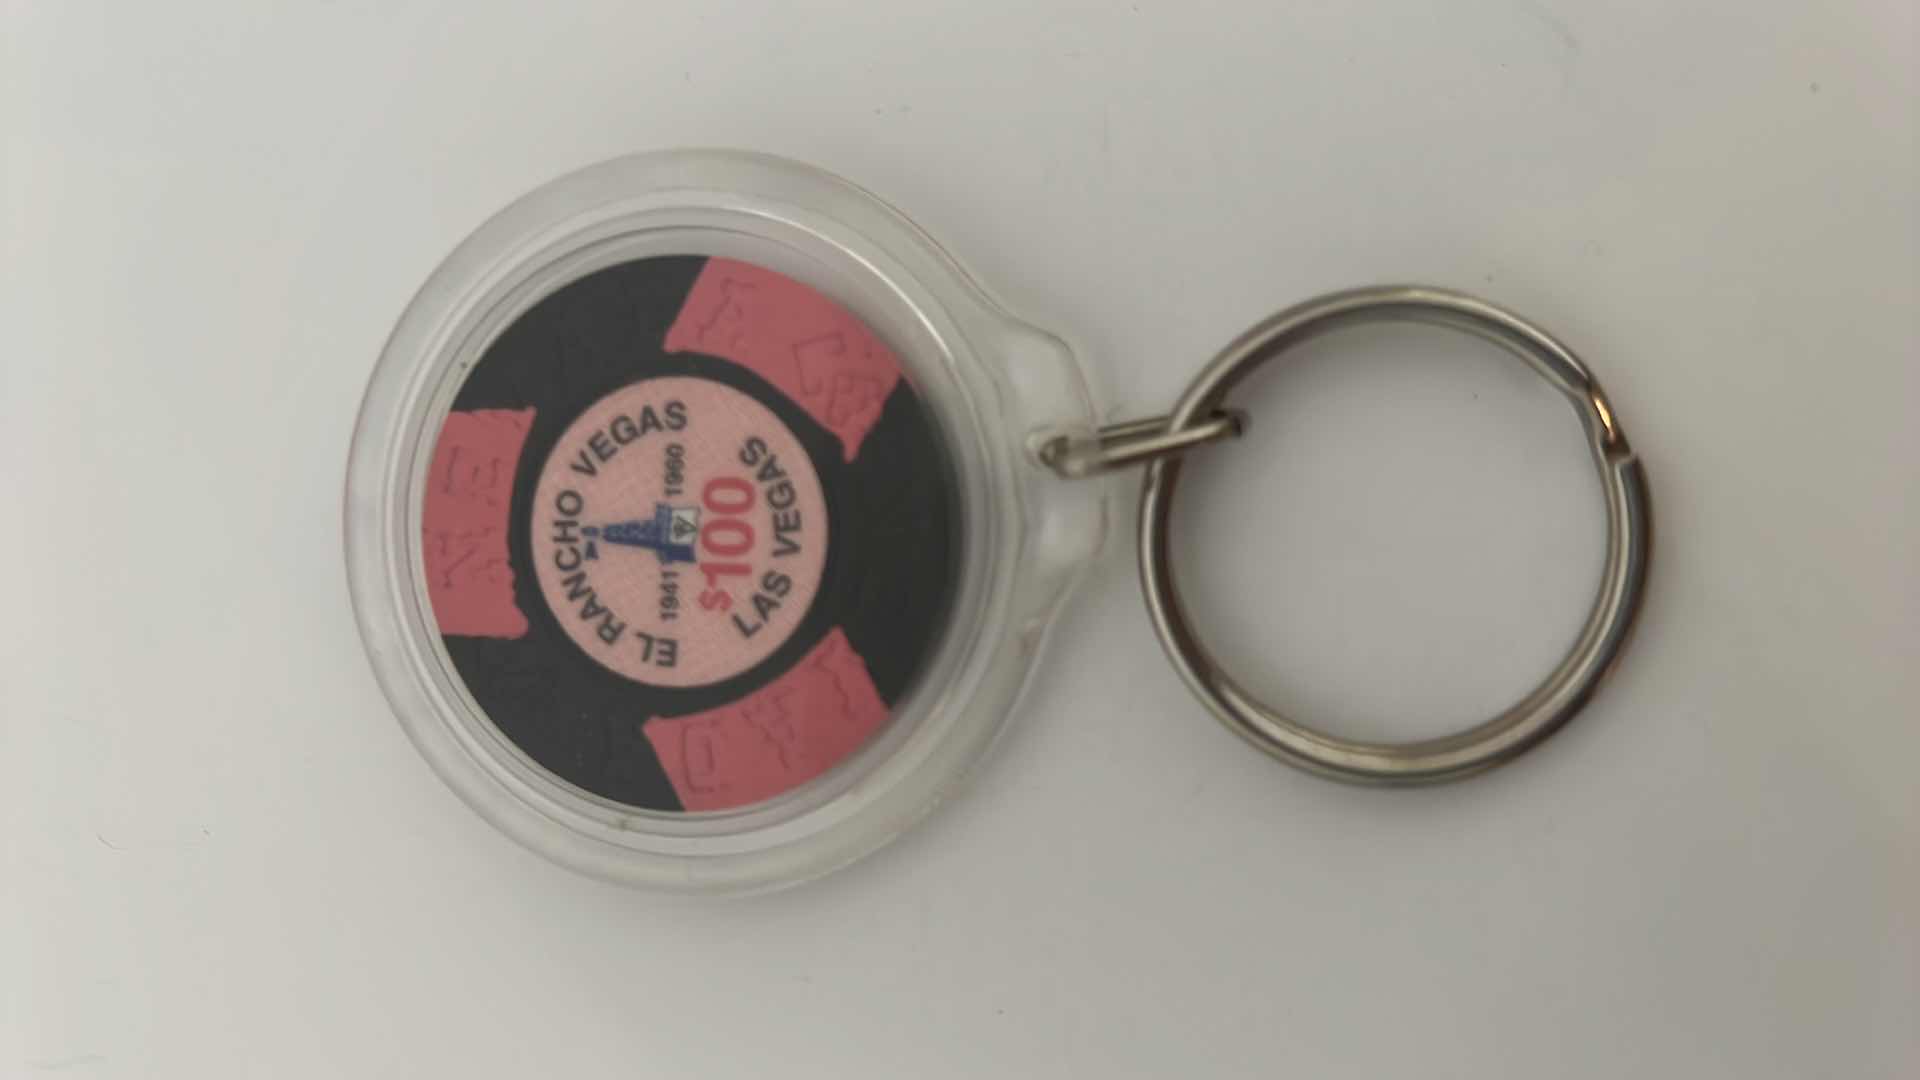 EL RANCHO VEGAS
1941 1960
$100
LAS VEGAS